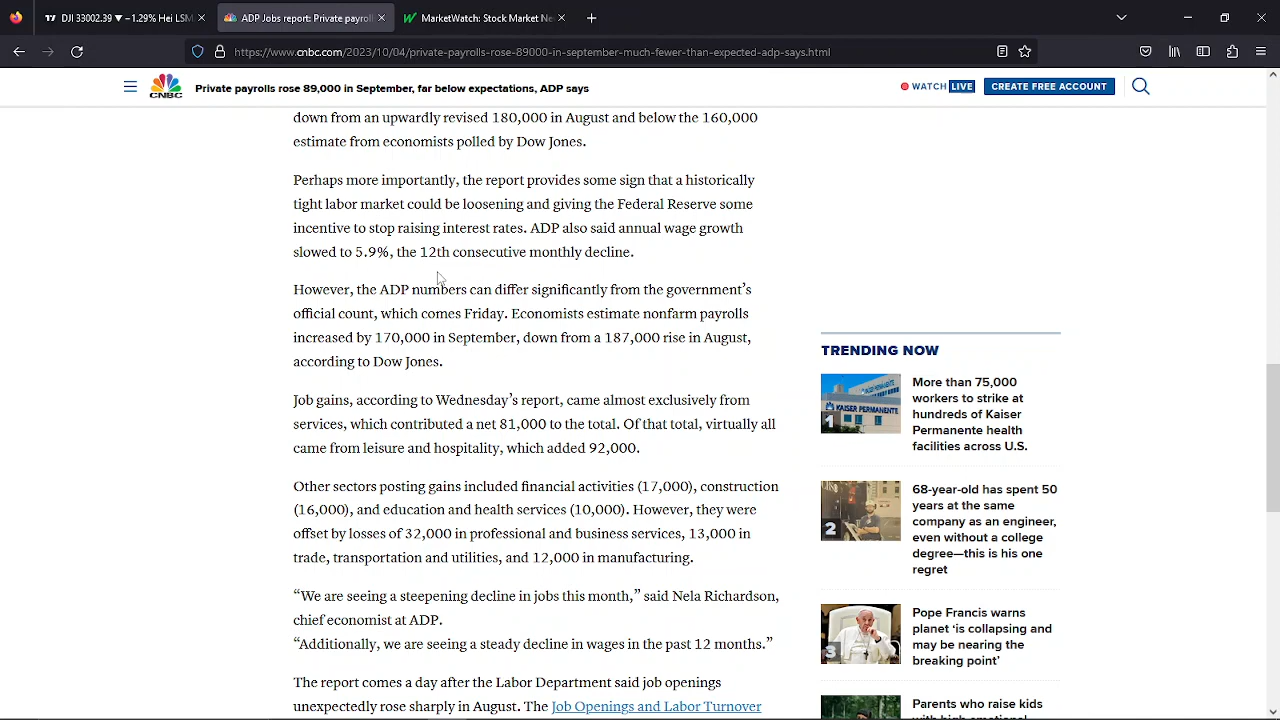 DJI 33002.39 ▼ −1.29% Hei LSM
ADP Jobs report: Private payroll
MarketWatch: Stock Market Ne
https://www.cnbc.com/2023/10/04/private-payrolls-rose-89000-in-september-much-fever-than-expected-adp-says.html
CNBC
Private payrolls rose 89,000 in September, far below expectations, ADP says
WATCH LIVE
CREATE FREE ACCOUNT
down from an upwardly revised 180,000 in August and below the 160,000
estimate from economists polled by Dow Jones.
Perhaps more importantly, the report provides some sign that a historically
tight labor market could be loosening and giving the Federal Reserve some
incentive to stop raising interest rates. ADP also said annual wage growth
slowed to 5.9%, the 12th consecutive monthly decline.
However, the ADP numbers can differ significantly from the government’s
official count, which comes Friday. Economists estimate nonfarm payrolls
increased by 170,000 in September, down from a 187,000 rise in August,
according to Dow Jones.
Job gains, according to Wednesday’s report, came almost exclusively from
services, which contributed a net 81,000 to the total. Of that total, virtually all
came from leisure and hospitality, which added 92,000.
Other sectors posting gains included financial activities (17,000), construction
(16,000), and education and health services (10,000). However, they were
offset by losses of 32,000 in professional and business services, 13,000 in
trade, transportation and utilities, and 12,000 in manufacturing.
“We are seeing a steepening decline in jobs this month,” said Nela Richardson,
chief economist at ADP.
“Additionally, we are seeing a steady decline in wages in the past 12 months.”
The report comes a day after the Labor Department said job openings
unexpectedly rose sharply in August. The Job Openings and Labor Turnover
TRENDING NOW
KAISER PERMANENTE
1
More than 75,000
workers to strike at
hundreds of Kaiser
Permanente health
facilities across U.S.
2
68-year-old has spent 50
years at the same
company as an engineer,
even without a college
degree—this is his one
regret
3
Pope Francis warns
planet ‘is collapsing and
may be nearing the
breaking point’
Parents who raise kids
with high emotional